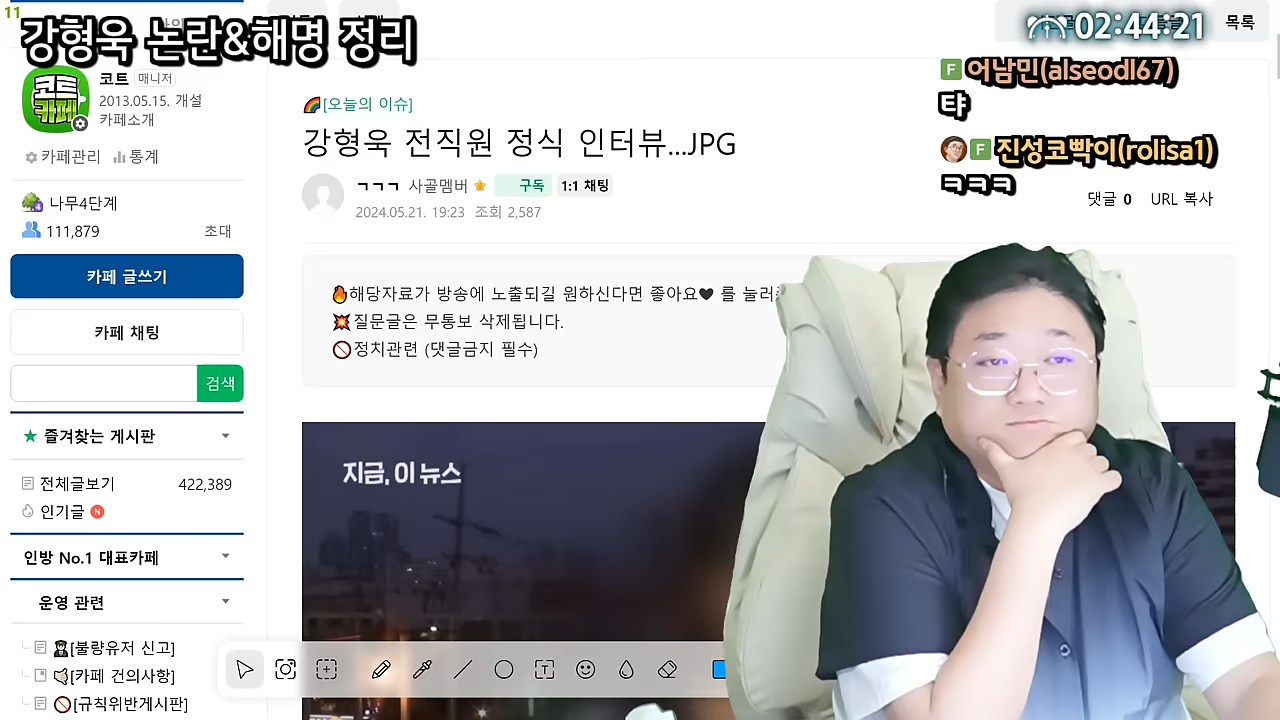 11
강형욱 논란&해명 정리
02:44:21
목록
코트 매니저
2013.05.15. 개설
카페소개
카페관리 통계
나무4단계
111,879 초대
카페 글쓰기
카페 채팅
검색
즐겨찾는 게시판
전체글보기 422,389
인기글 N
인방 No.1 대표카페
운영 관련
[불량유저 신고]
[카페 건의사항]
[규칙위반게시판]
[오늘의 이슈]
강형욱 전직원 정식 인터뷰...JPG
ㄱㄱㄱ 사골멤버 구독 1:1 채팅
2024.05.21. 19:23 조회 2,587
댓글 0 URL 복사
해당자료가 방송에 노출되길 원하신다면 좋아요🖤 를 눌러
질문글은 무통보 삭제됩니다.
정치관련 (댓글금지 필수)
지금, 이 뉴스
F 어남민(alseodl67)
탸
F 진성코빡이(rolisa1)
ㅋㅋㅋ
코트
카페